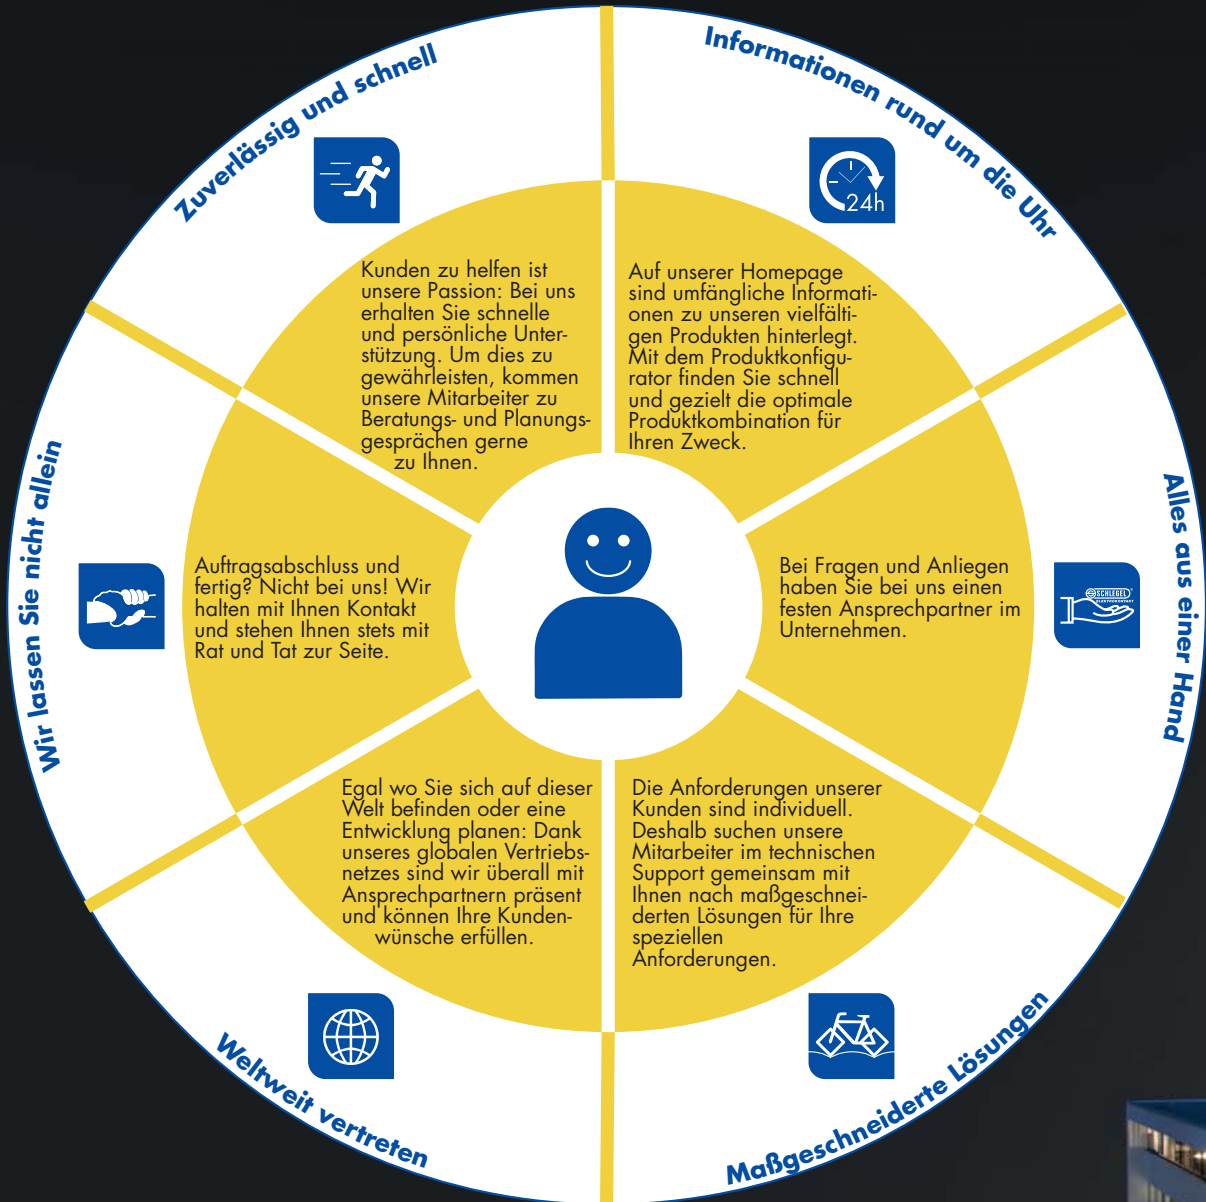 Zuverlässig und schnell
Kunden zu helfen ist
unsere Passion: Bei uns
erhalten Sie schnelle
und persönliche Unter-
stützung. Um dies zu
gewährleisten, kommen
unsere Mitarbeiter zu
Beratungs- und Planungs-
gesprächen gerne
zu Ihnen.
Informationen rund um die Uhr
24h
Auf unserer Homepage
sind umfängliche Informati-
onen zu unseren vielfälti-
gen Produkten hinterlegt.
Mit dem Produktkonfigu-
rator finden Sie schnell
und gezielt die optimale
Produktkombination für
Ihren Zweck.
Alles aus einer Hand
SCHLEGEL
ELEKTROKONTAKT
Bei Fragen und Anliegen
haben Sie bei uns einen
festen Ansprechpartner im
Unternehmen.
Maßgeschneiderte Lösungen
Die Anforderungen unserer
Kunden sind individuell.
Deshalb suchen unsere
Mitarbeiter im technischen
Support gemeinsam mit
Ihnen nach maßgeschnei-
derten Lösungen für Ihre
speziellen
Anforderungen.
Weltweit vertreten
Egal wo Sie sich auf dieser
Welt befinden oder eine
Entwicklung planen: Dank
unseres globalen Vertriebs-
netzes sind wir überall mit
Ansprechpartnern präsent
und können Ihre Kunden-
wünsche erfüllen.
Wir lassen Sie nicht allein
Auftragsabschluss und
fertig? Nicht bei uns! Wir
halten mit Ihnen Kontakt
und stehen Ihnen stets mit
Rat und Tat zur Seite.